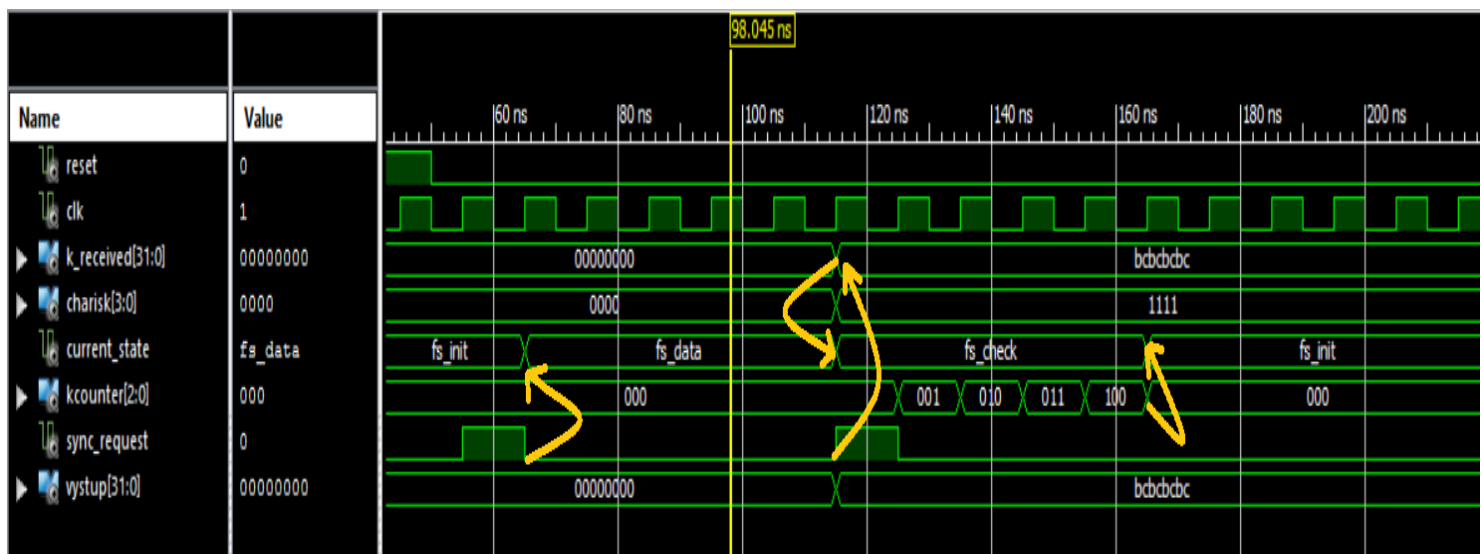 98.045 ns
60 ns 80 ns 100 ns 120 ns 140 ns 160 ns 180 ns 200 ns
Name Value
reset 0
clk 1
k_received[31:0] 00000000 00000000 bcbcbcbc
charisk[3:0] 0000 0000 1111
current_state fs_data fs_init fs_data fs_check fs_init
kcounter[2:0] 000 000 001 010 011 100 000
sync_request 0
vystup[31:0] 00000000 00000000 bcbcbcbc